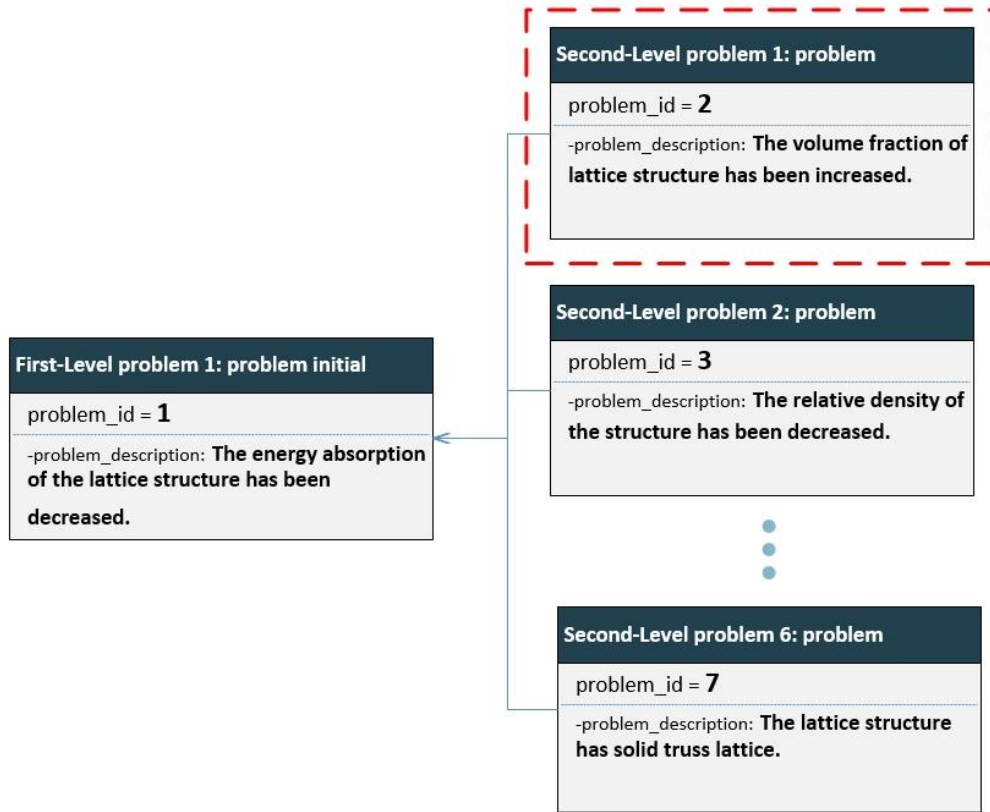 Second-Level problem 1: problem
problem_id = 2
-problem_description: The volume fraction of
lattice structure has been increased.
Second-Level problem 2: problem
problem_id = 3
-problem_description: The relative density of
the structure has been decreased.
First-Level problem 1: problem initial
problem_id = 1
-problem_description: The energy absorption
of the lattice structure has been
decreased.
Second-Level problem 6: problem
problem_id = 7
-problem_description: The lattice structure
has solid truss lattice.